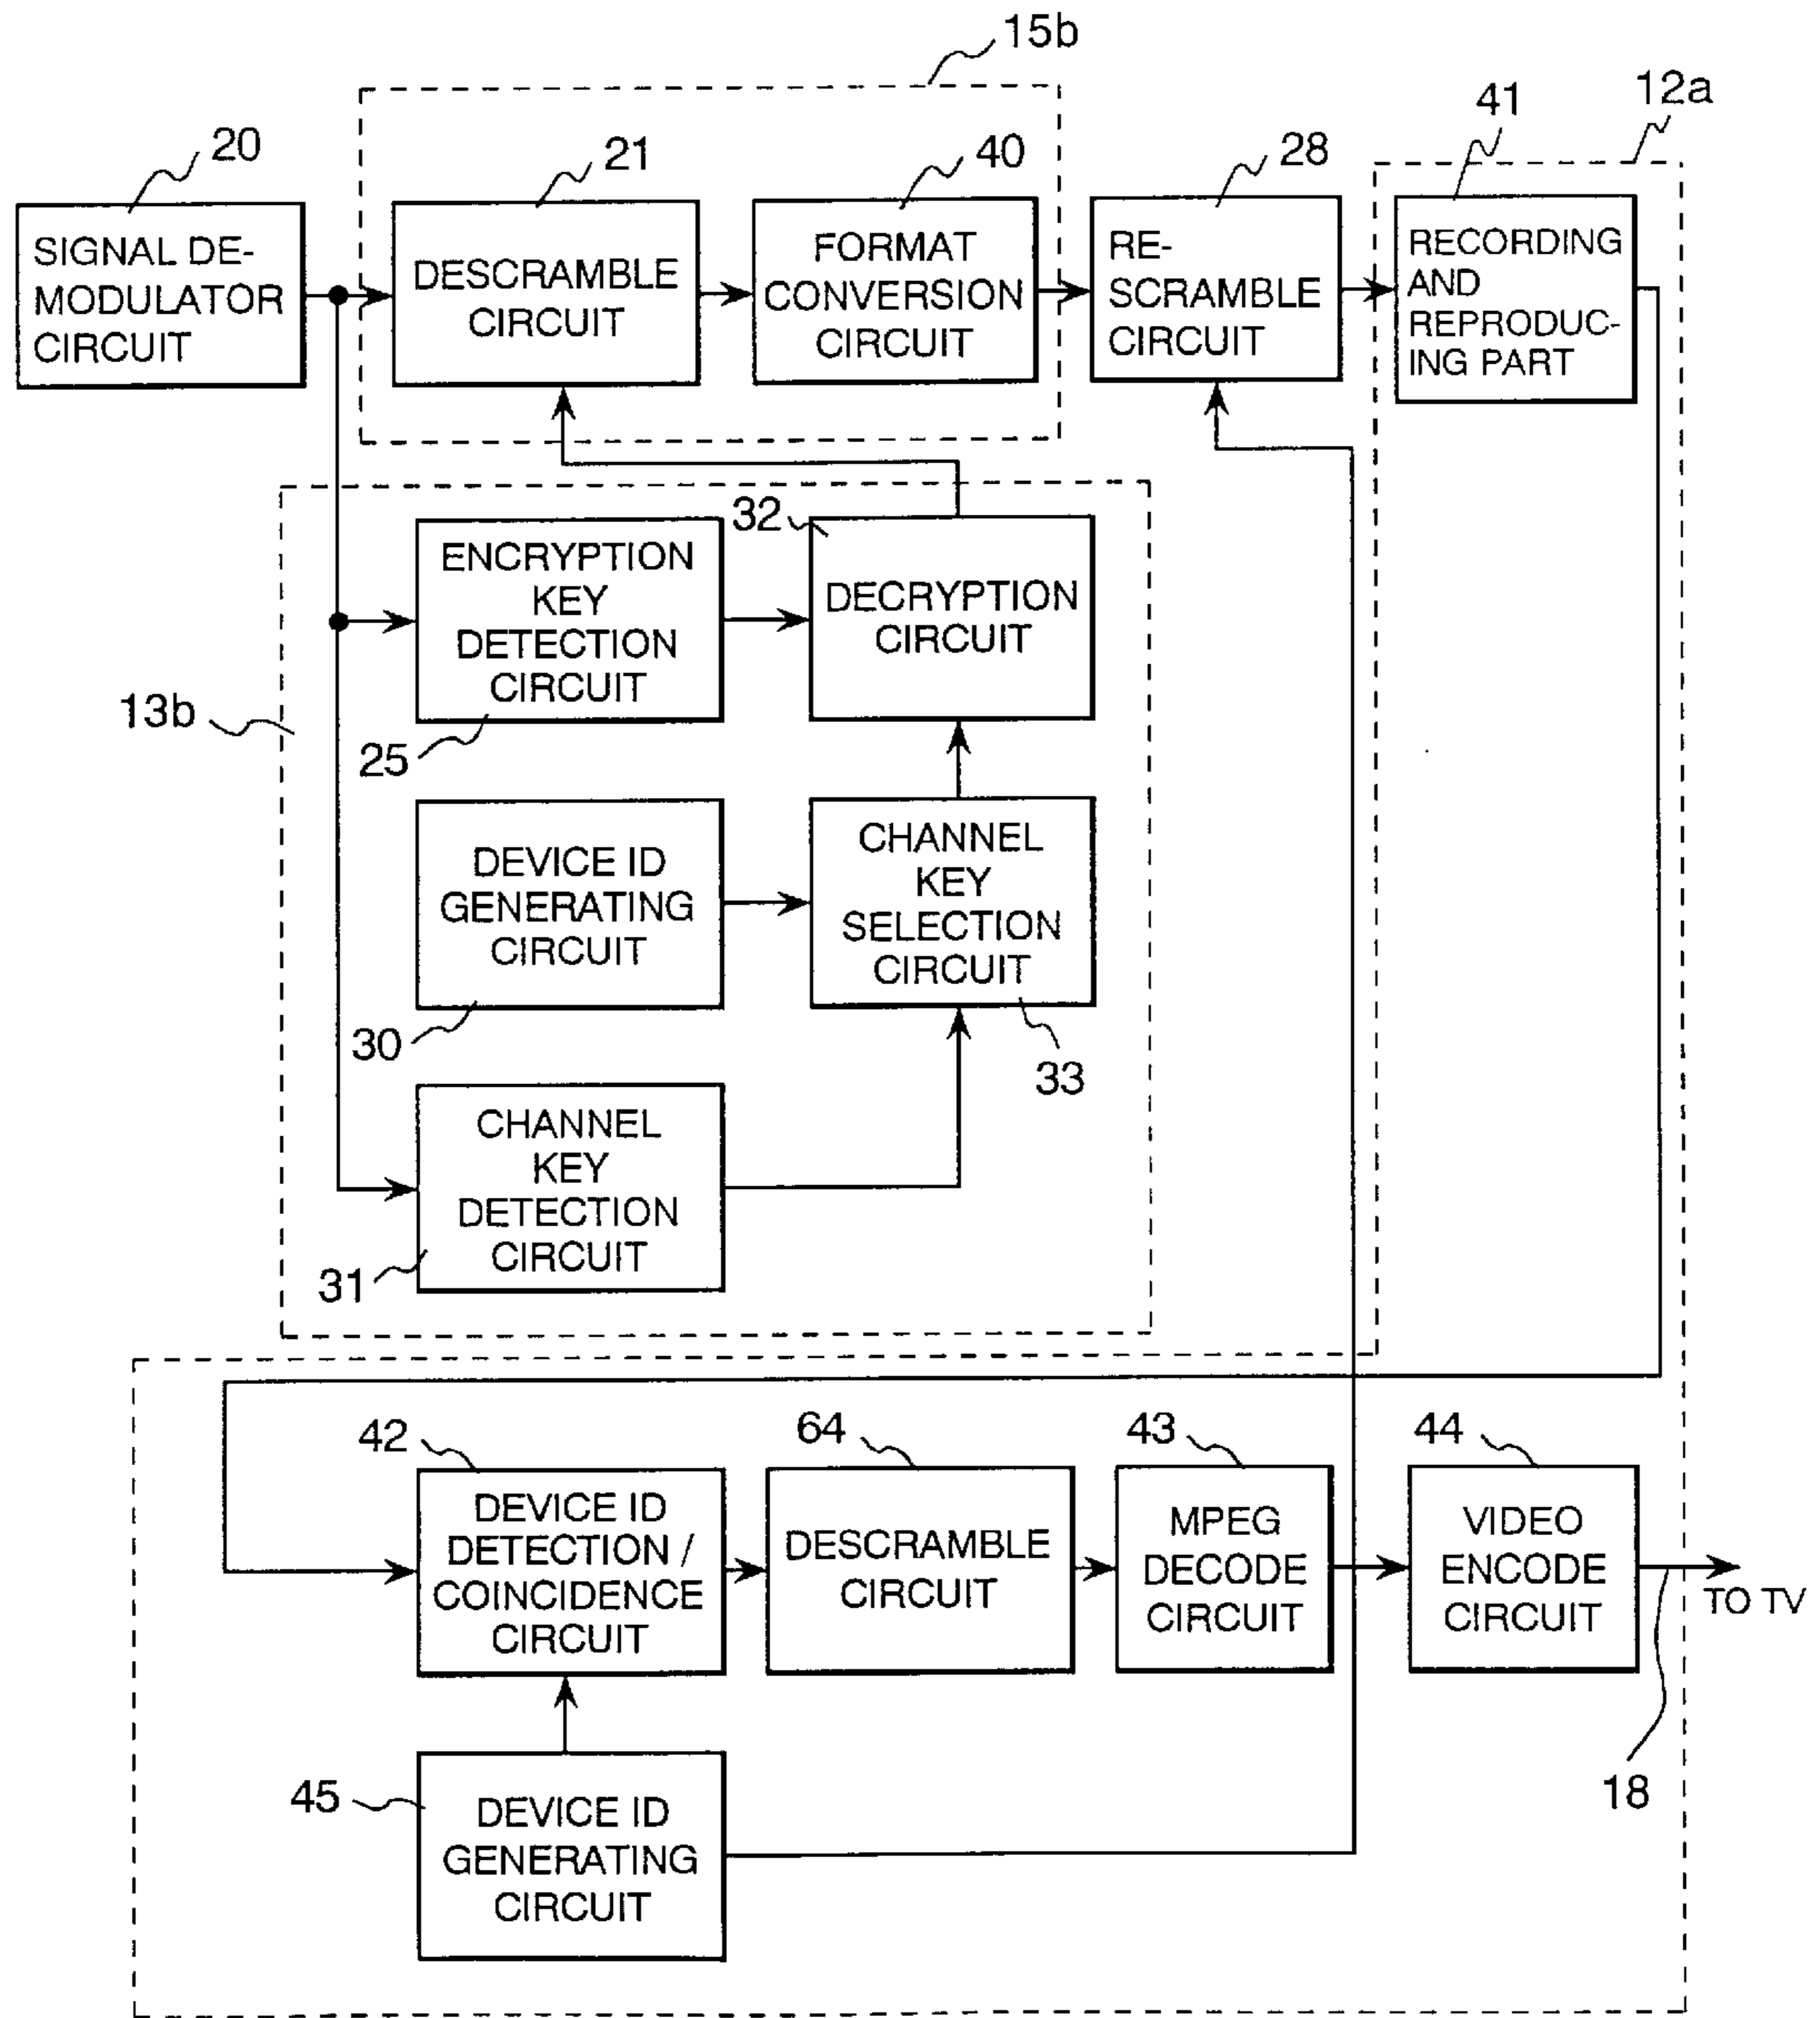 15b
12a
41
20
21
40
28
SIGNAL DE-
MODULATOR
CIRCUIT
DESCRAMBLE
CIRCUIT
FORMAT
CONVERSION
CIRCUIT
RE-
SCRAMBLE
CIRCUIT
RECORDING
AND
REPRODUC-
ING PART
32
ENCRYPTION
KEY
DETECTION
CIRCUIT
DECRYPTION
CIRCUIT
13b
25
DEVICE ID
GENERATING
CIRCUIT
CHANNEL
KEY
SELECTION
CIRCUIT
30
33
CHANNEL
KEY
DETECTION
CIRCUIT
31
42
64
43
44
DEVICE ID
DETECTION /
COINCIDENCE
CIRCUIT
DESCRAMBLE
CIRCUIT
MPEG
DECODE
CIRCUIT
VIDEO
ENCODE
CIRCUIT
TO TV
18
45
DEVICE ID
GENERATING
CIRCUIT